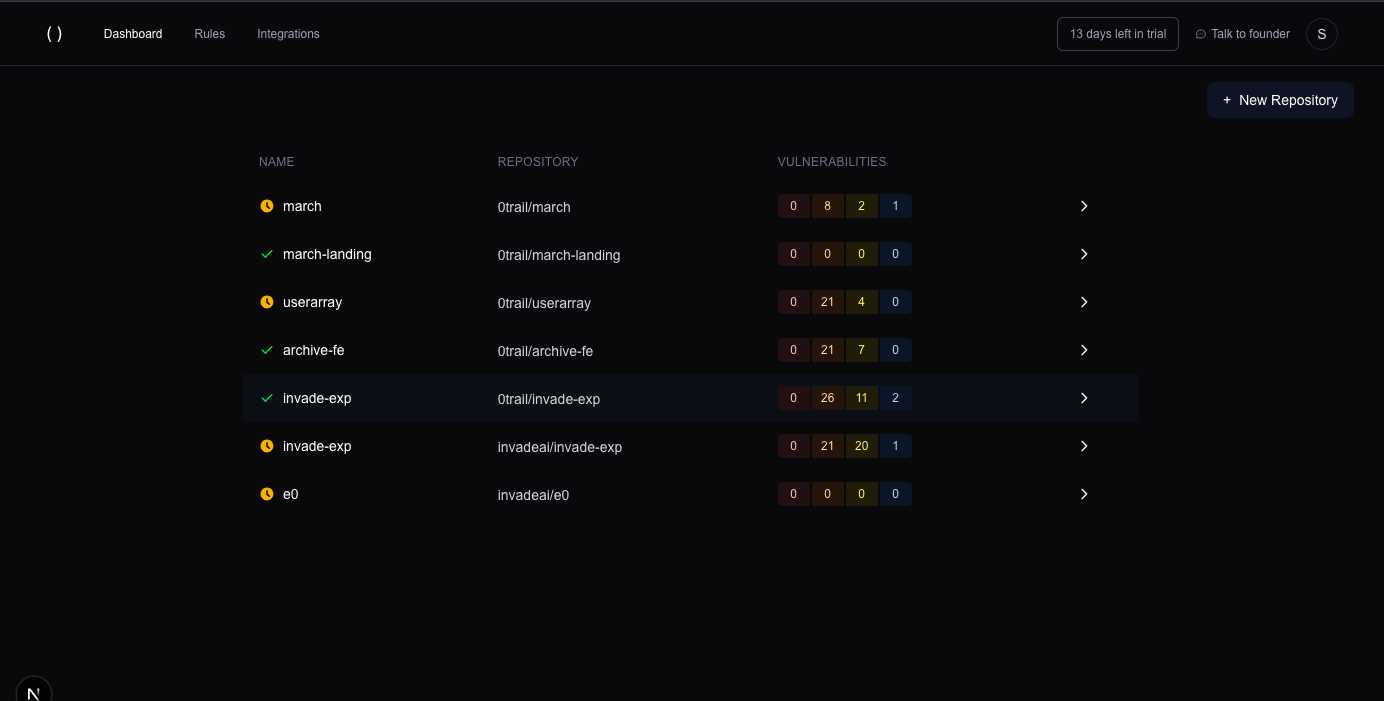 ( ) Dashboard Rules Integrations 13 days left in trial Talk to founder S
+ New Repository
NAME REPOSITORY VULNERABILITIES
march 0trail/march 0 8 2 1
march-landing 0trail/march-landing 0 0 0 0
userarray 0trail/userarray 0 21 4 0
archive-fe 0trail/archive-fe 0 21 7 0
invade-exp 0trail/invade-exp 0 26 11 2
invade-exp invadeai/invade-exp 0 21 20 1
e0 invadeai/e0 0 0 0 0
N